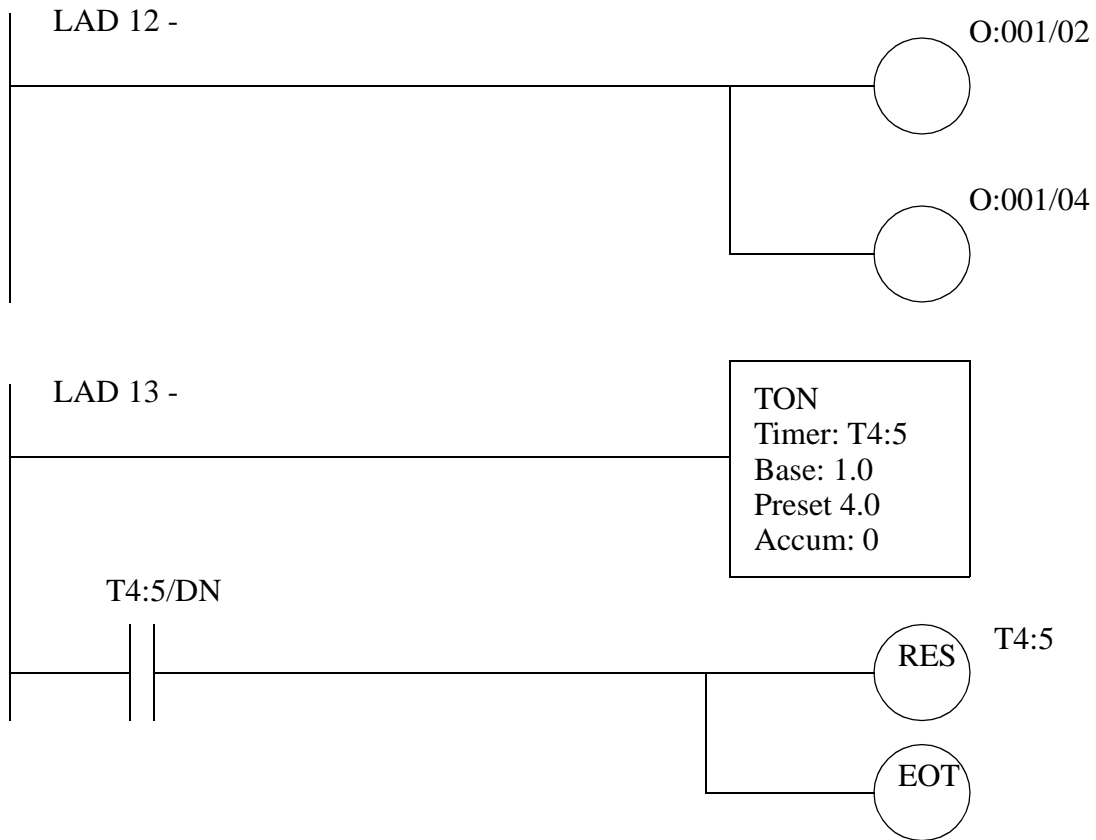 LAD 12 -
O:001/02
O:001/04
LAD 13 -
TON
Timer: T4:5
Base: 1.0
Preset 4.0
Accum: 0
T4:5/DN
RES
T4:5
EOT